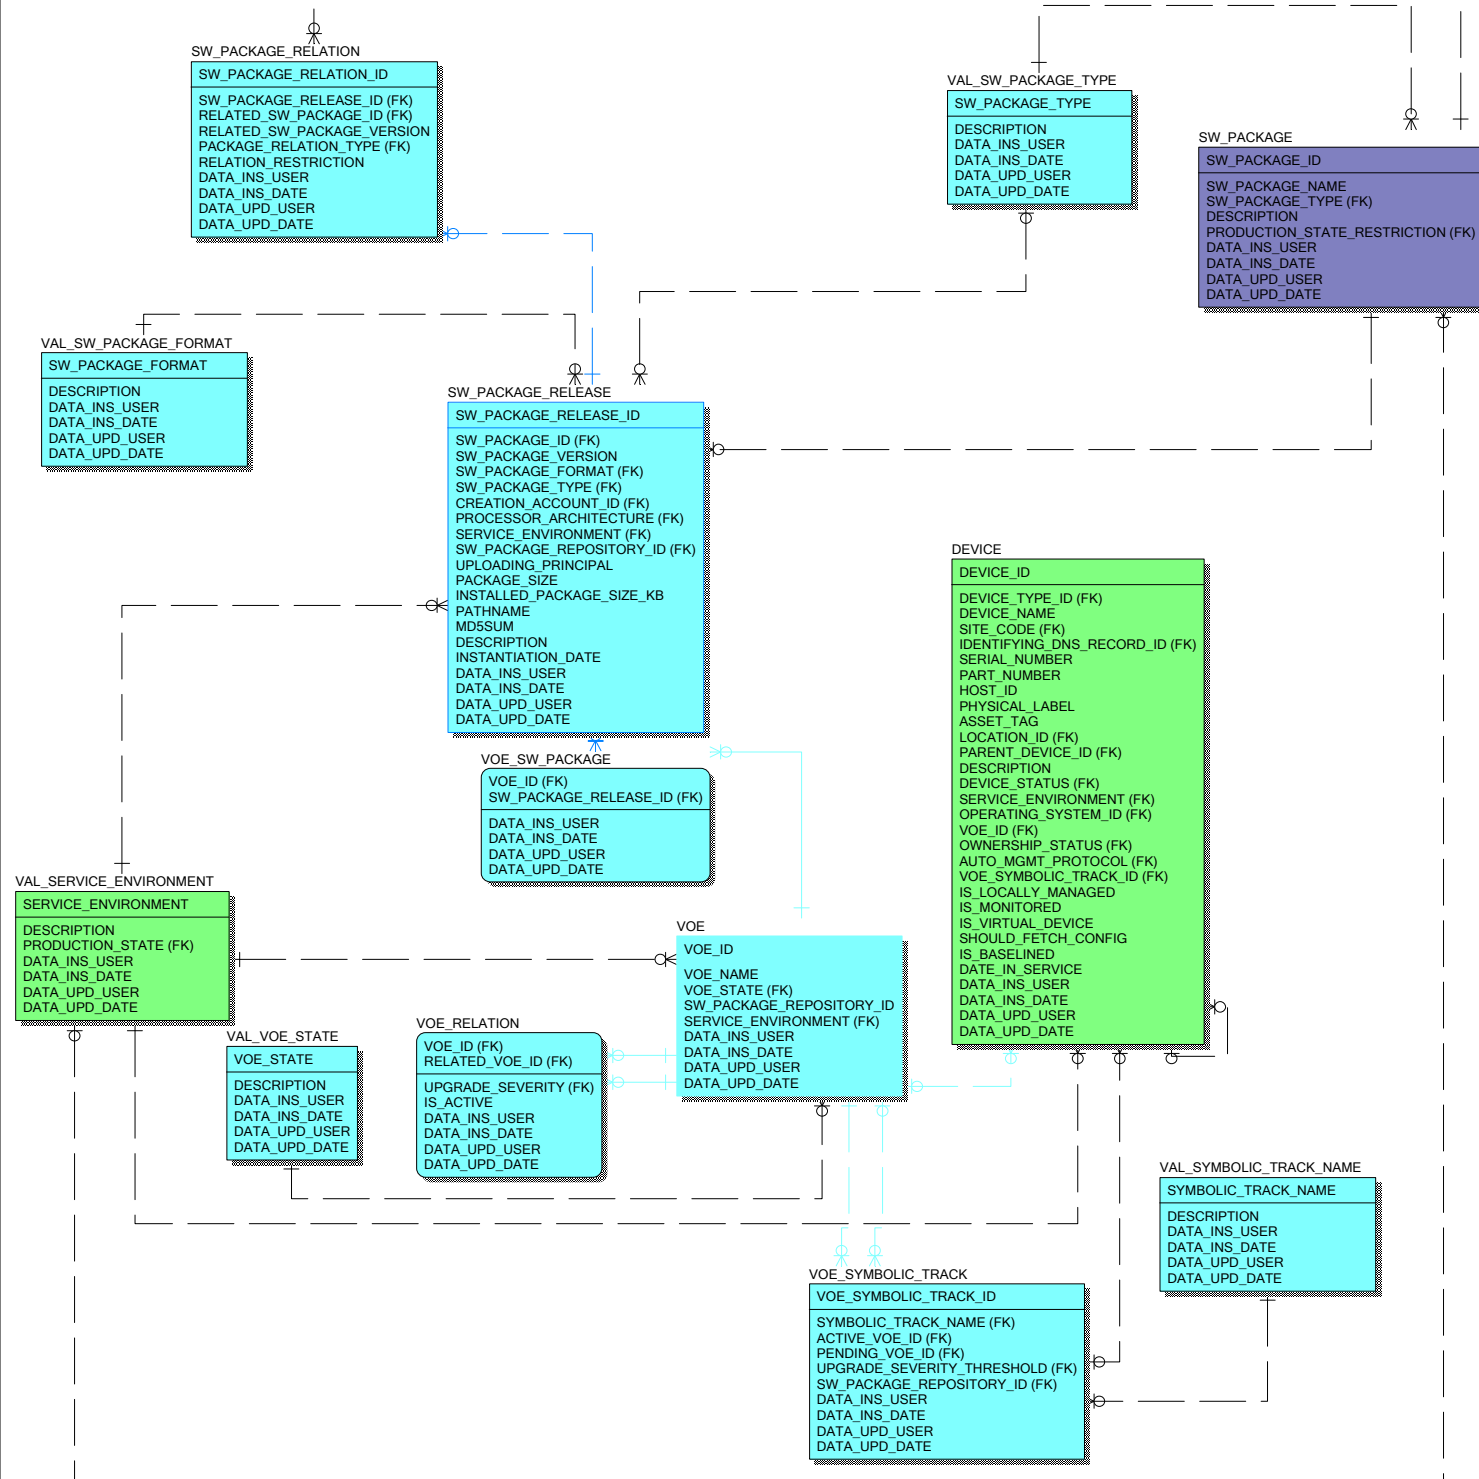 SW_PACKAGE_RELATION
SW_PACKAGE_RELATION_ID
SW_PACKAGE_RELEASE_ID (FK)
RELATED_SW_PACKAGE_ID (FK)
RELATED_SW_PACKAGE_VERSION
PACKAGE_RELATION_TYPE (FK)
RELATION_RESTRICTION
DATA_INS_USER
DATA_INS_DATE
DATA_UPD_USER
DATA_UPD_DATE
VAL_SW_PACKAGE_TYPE
SW_PACKAGE_TYPE
DESCRIPTION
DATA_INS_USER
DATA_INS_DATE
DATA_UPD_USER
DATA_UPD_DATE
SW_PACKAGE
SW_PACKAGE_ID
SW_PACKAGE_NAME
SW_PACKAGE_TYPE (FK)
DESCRIPTION
PRODUCTION_STATE_RESTRICTION (FK)
DATA_INS_USER
DATA_INS_DATE
DATA_UPD_USER
DATA_UPD_DATE
VAL_SW_PACKAGE_FORMAT
SW_PACKAGE_FORMAT
DESCRIPTION
DATA_INS_USER
DATA_INS_DATE
DATA_UPD_USER
DATA_UPD_DATE
SW_PACKAGE_RELEASE
SW_PACKAGE_RELEASE_ID
SW_PACKAGE_ID (FK)
SW_PACKAGE_VERSION
SW_PACKAGE_FORMAT (FK)
SW_PACKAGE_TYPE (FK)
CREATION_ACCOUNT_ID (FK)
PROCESSOR_ARCHITECTURE (FK)
SERVICE_ENVIRONMENT (FK)
SW_PACKAGE_REPOSITORY_ID (FK)
UPLOADING_PRINCIPAL
PACKAGE_SIZE
INSTALLED_PACKAGE_SIZE_KB
PATHNAME
MD5SUM
DESCRIPTION
INSTANTIATION_DATE
DATA_INS_USER
DATA_INS_DATE
DATA_UPD_USER
DATA_UPD_DATE
DEVICE
DEVICE_ID
DEVICE_TYPE_ID (FK)
DEVICE_NAME
SITE_CODE (FK)
IDENTIFYING_DNS_RECORD_ID (FK)
SERIAL_NUMBER
PART_NUMBER
HOST_ID
PHYSICAL_LABEL
ASSET_TAG
LOCATION_ID (FK)
PARENT_DEVICE_ID (FK)
DESCRIPTION
DEVICE_STATUS (FK)
SERVICE_ENVIRONMENT (FK)
OPERATING_SYSTEM_ID (FK)
VOE_ID (FK)
OWNERSHIP_STATUS (FK)
AUTO_MGMT_PROTOCOL (FK)
VOE_SYMBOLIC_TRACK_ID (FK)
IS_LOCALLY_MANAGED
IS_MONITORED
IS_VIRTUAL_DEVICE
SHOULD_FETCH_CONFIG
IS_BASELINED
DATE_IN_SERVICE
DATA_INS_USER
DATA_INS_DATE
DATA_UPD_USER
DATA_UPD_DATE
VOE_SW_PACKAGE
VOE_ID (FK)
SW_PACKAGE_RELEASE_ID (FK)
DATA_INS_USER
DATA_INS_DATE
DATA_UPD_USER
DATA_UPD_DATE
VAL_SERVICE_ENVIRONMENT
SERVICE_ENVIRONMENT
DESCRIPTION
PRODUCTION_STATE (FK)
DATA_INS_USER
DATA_INS_DATE
DATA_UPD_USER
DATA_UPD_DATE
VOE
VOE_ID
VOE_NAME
VOE_STATE (FK)
SW_PACKAGE_REPOSITORY_ID
SERVICE_ENVIRONMENT (FK)
DATA_INS_USER
DATA_INS_DATE
DATA_UPD_USER
DATA_UPD_DATE
VOE_RELATION
VOE_ID (FK)
RELATED_VOE_ID (FK)
UPGRADE_SEVERITY (FK)
IS_ACTIVE
DATA_INS_USER
DATA_INS_DATE
DATA_UPD_USER
DATA_UPD_DATE
VAL_VOE_STATE
VOE_STATE
DESCRIPTION
DATA_INS_USER
DATA_INS_DATE
DATA_UPD_USER
DATA_UPD_DATE
VAL_SYMBOLIC_TRACK_NAME
SYMBOLIC_TRACK_NAME
DESCRIPTION
DATA_INS_USER
DATA_INS_DATE
DATA_UPD_USER
DATA_UPD_DATE
VOE_SYMBOLIC_TRACK
VOE_SYMBOLIC_TRACK_ID
SYMBOLIC_TRACK_NAME (FK)
ACTIVE_VOE_ID (FK)
PENDING_VOE_ID (FK)
UPGRADE_SEVERITY_THRESHOLD (FK)
SW_PACKAGE_REPOSITORY_ID (FK)
DATA_INS_USER
DATA_INS_DATE
DATA_UPD_USER
DATA_UPD_DATE